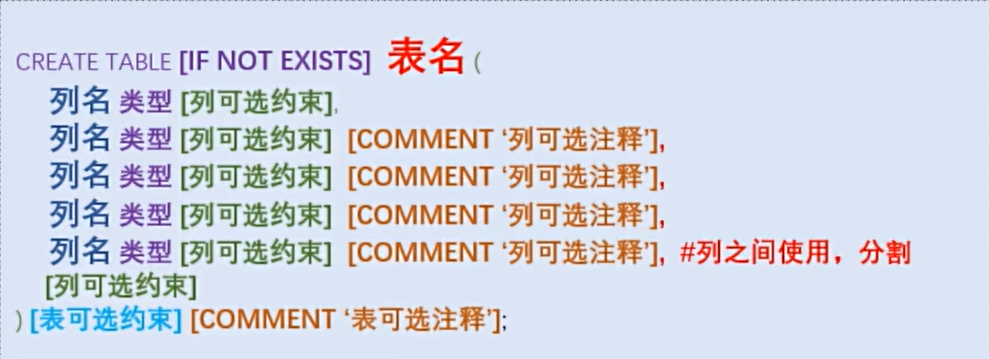 CREATE TABLE [IF NOT EXISTS] 表名 (
列名 类型 [列可选约束],
列名 类型 [列可选约束] [COMMENT ‘列可选注释’],
列名 类型 [列可选约束] [COMMENT ‘列可选注释’],
列名 类型 [列可选约束] [COMMENT ‘列可选注释’],
列名 类型 [列可选约束] [COMMENT ‘列可选注释’], #列之间使用，分割
[列可选约束]
) [表可选约束] [COMMENT ‘表可选注释’];